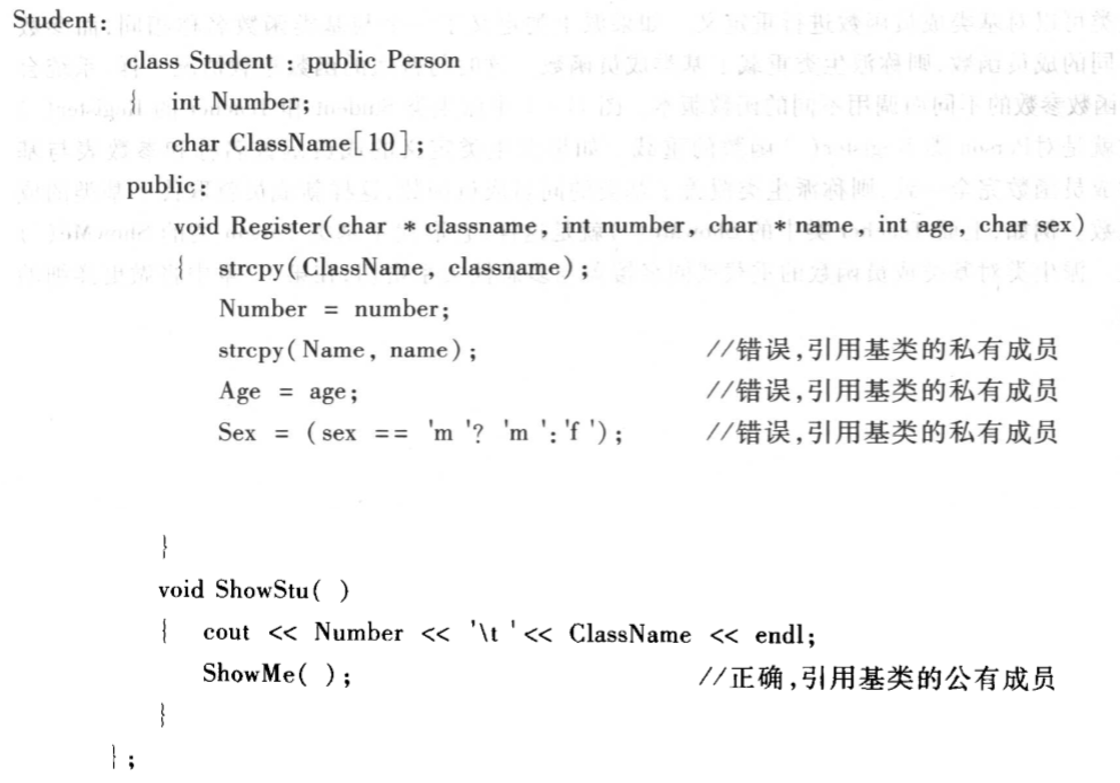 Student:
class Student : public Person
{ int Number;
char ClassName[10];
public:
void Register(char * classname, int number, char * name, int age, char sex)
{ strcpy(ClassName, classname);
Number = number;
strcpy(Name, name); //错误,引用基类的私有成员
Age = age; //错误,引用基类的私有成员
Sex = (sex == 'm'? 'm':'f'); //错误,引用基类的私有成员
}
void ShowStu( )
{ cout << Number << '\t'<< ClassName << endl;
ShowMe( ); //正确,引用基类的公有成员
}
};